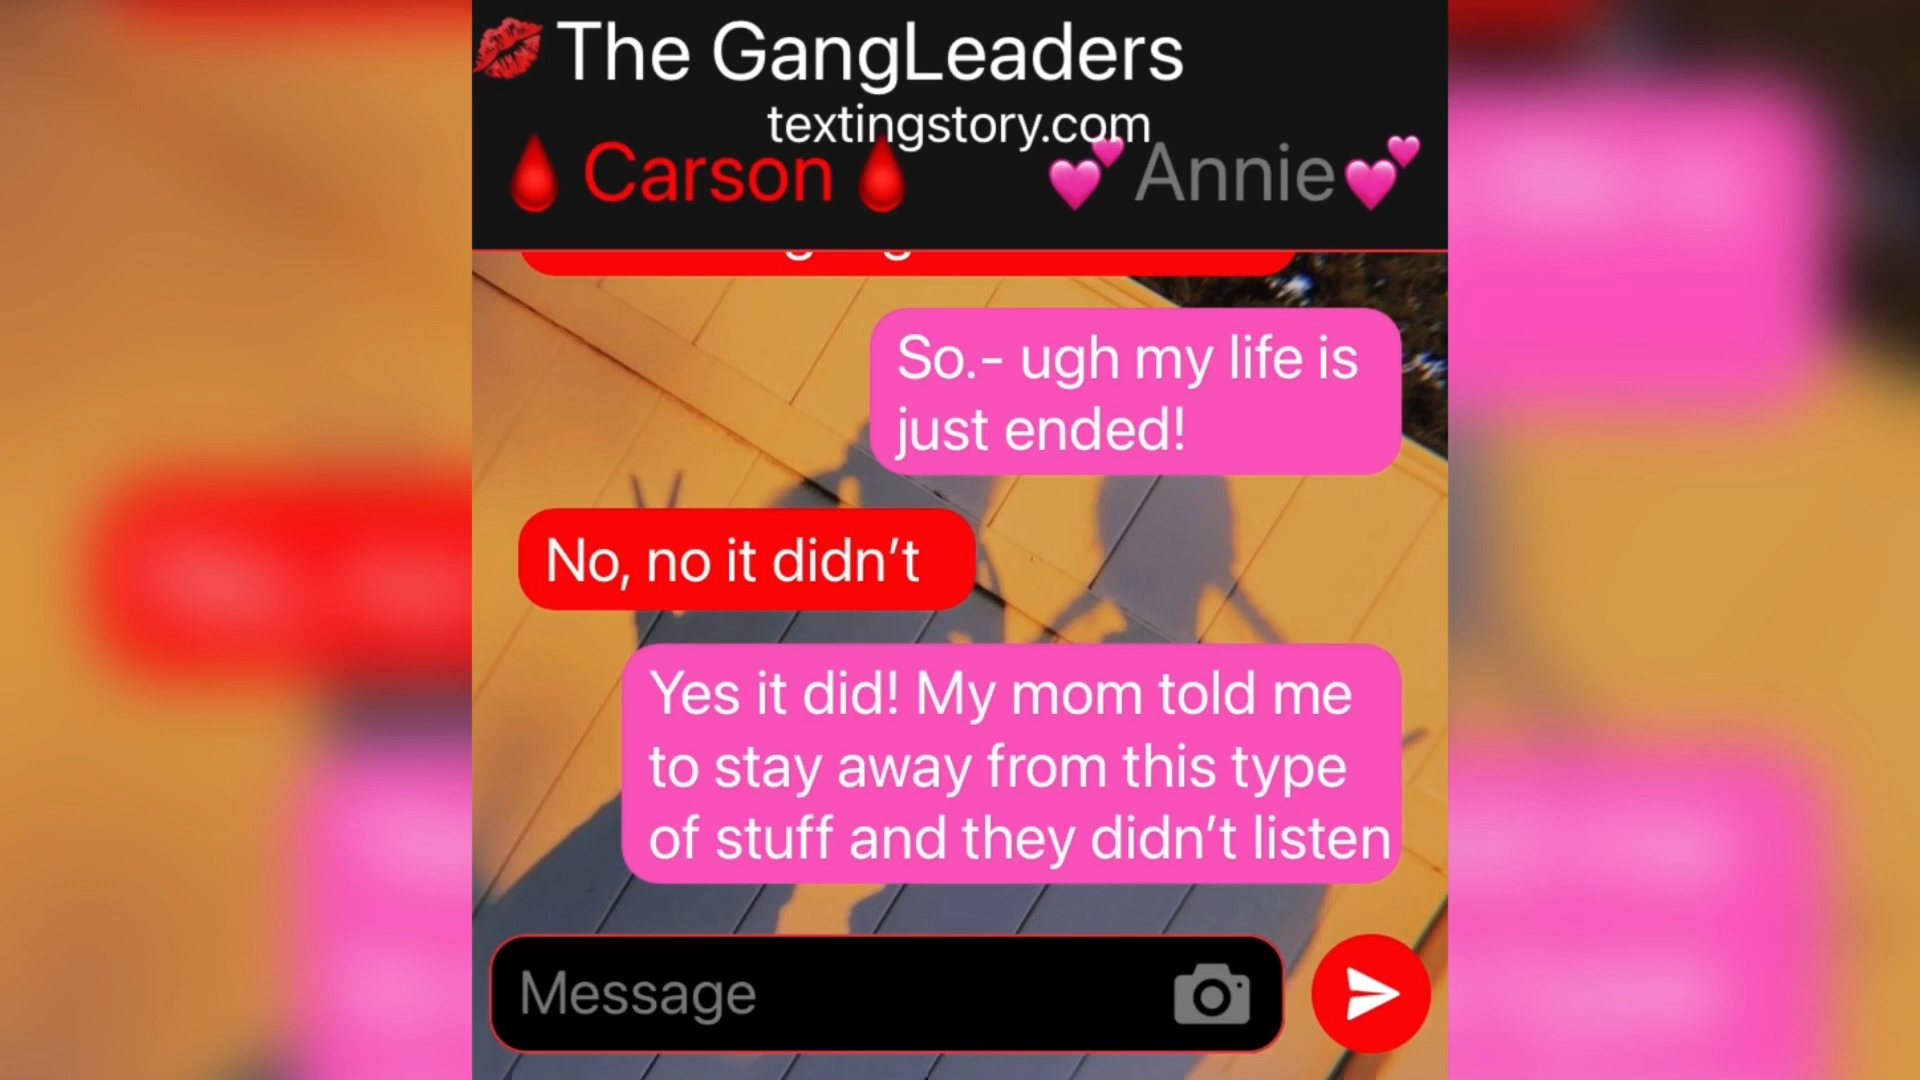 The GangLeaders
textingstory.com
Carson
Annie
So.- ugh my life is
just ended!
No, no it didn’t
Yes it did! My mom told me
to stay away from this type
of stuff and they didn’t listen
Message